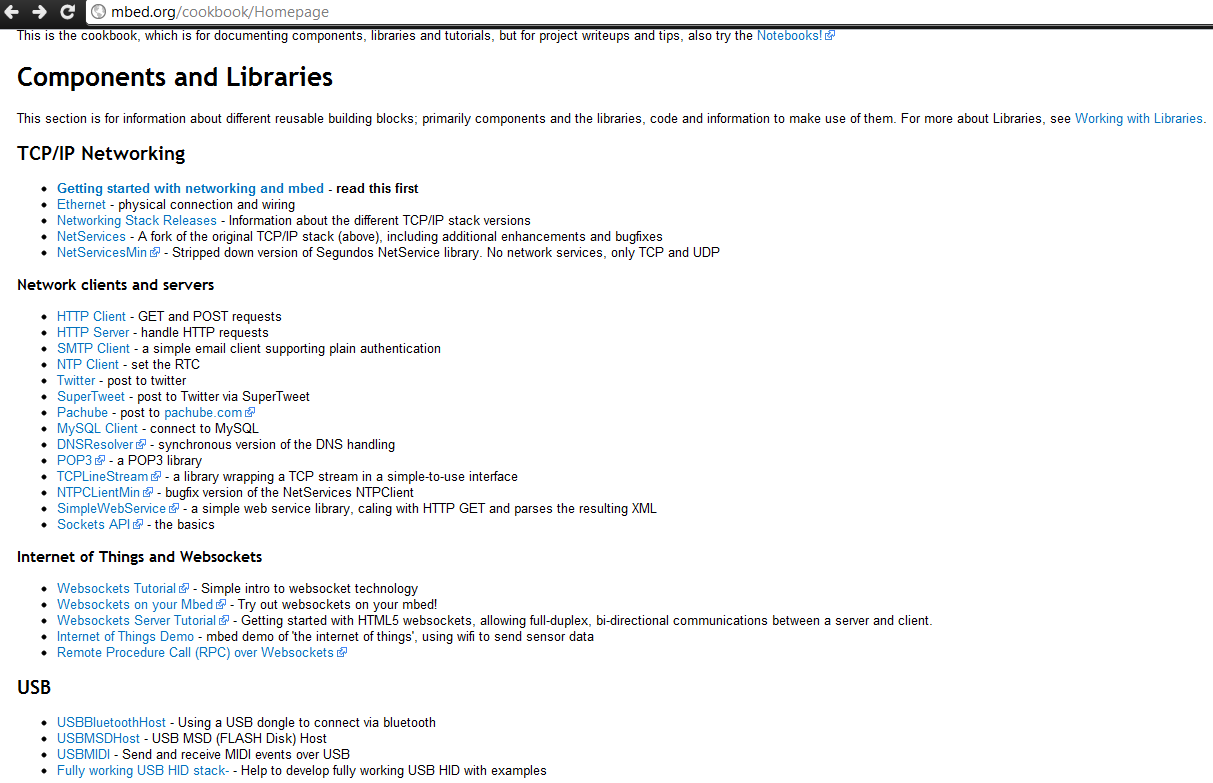 mbed.org/cookbook/Homepage
This is the cookbook, which is for documenting components, libraries and tutorials, but for project writeups and tips, also try the Notebooks!
Components and Libraries
This section is for information about different reusable building blocks; primarily components and the libraries, code and information to make use of them. For more about Libraries, see Working with Libraries.
TCP/IP Networking
Getting started with networking and mbed - read this first
Ethernet - physical connection and wiring
Networking Stack Releases - Information about the different TCP/IP stack versions
NetServices - A fork of the original TCP/IP stack (above), including additional enhancements and bugfixes
NetServicesMin - Stripped down version of Segundos NetService library. No network services, only TCP and UDP
Network clients and servers
HTTP Client - GET and POST requests
HTTP Server - handle HTTP requests
SMTP Client - a simple email client supporting plain authentication
NTP Client - set the RTC
Twitter - post to twitter
SuperTweet - post to Twitter via SuperTweet
Pachube - post to pachube.com
MySQL Client - connect to MySQL
DNSResolver - synchronous version of the DNS handling
POP3 - a POP3 library
TCPLineStream - a library wrapping a TCP stream in a simple-to-use interface
NTPCLientMin - bugfix version of the NetServices NTPClient
SimpleWebService - a simple web service library, caling with HTTP GET and parses the resulting XML
Sockets API - the basics
Internet of Things and Websockets
Websockets Tutorial - Simple intro to websocket technology
Websockets on your Mbed - Try out websockets on your mbed!
Websockets Server Tutorial - Getting started with HTML5 websockets, allowing full-duplex, bi-directional communications between a server and client.
Internet of Things Demo - mbed demo of 'the internet of things', using wifi to send sensor data
Remote Procedure Call (RPC) over Websockets
USB
USBBluetoothHost - Using a USB dongle to connect via bluetooth
USBMSDHost - USB MSD (FLASH Disk) Host
USBMIDI - Send and receive MIDI events over USB
Fully working USB HID stack- - Help to develop fully working USB HID with examples